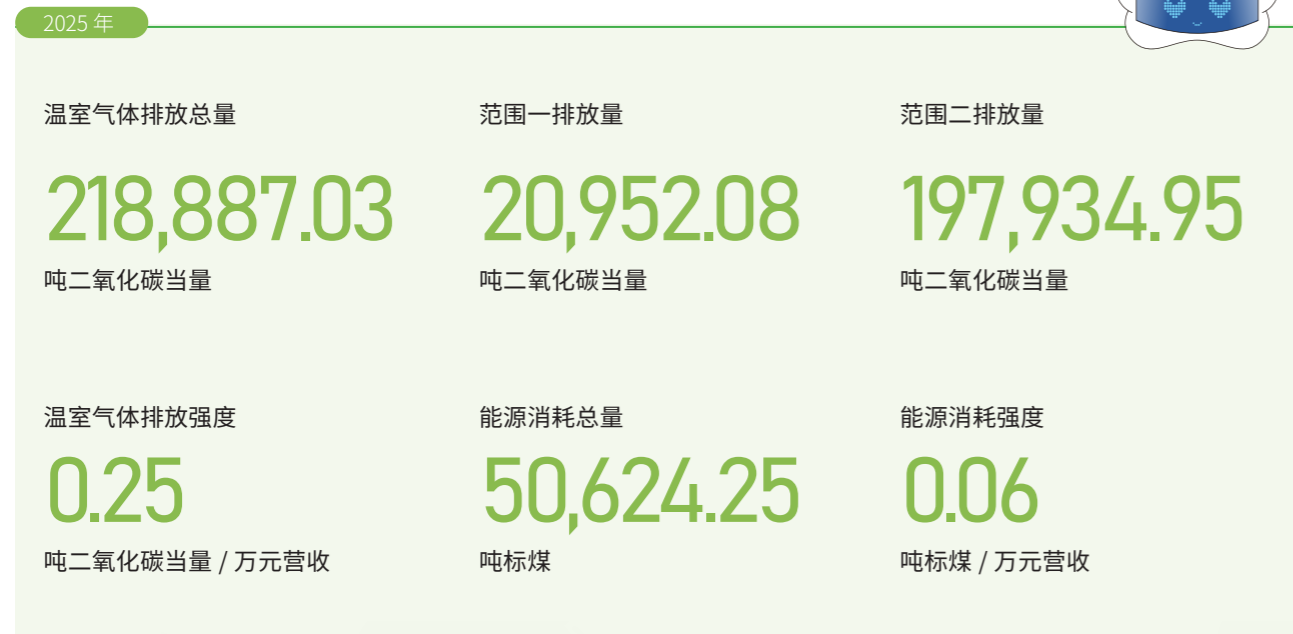 2025 年
温室气体排放总量
范围一排放量
范围二排放量
218,887.03
20,952.08
197,934.95
吨二氧化碳当量
吨二氧化碳当量
吨二氧化碳当量
温室气体排放强度
能源消耗总量
能源消耗强度
0.25
50,624.25
0.06
吨二氧化碳当量 / 万元营收
吨标煤
吨标煤 / 万元营收